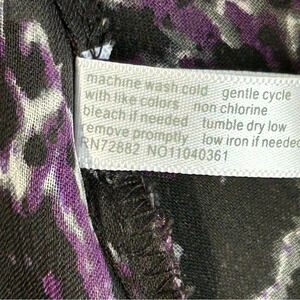 machine wash cold gentle cycle
with like colors non chlorine
bleach if needed tumble dry low
remove promptly low iron if needed
RN72882 NO11040361